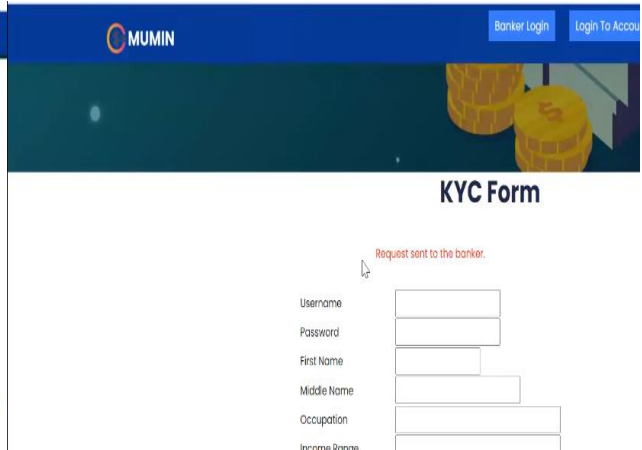 MUMIN
Banker Login
Login To Accou
KYC Form
Request sent to the banker.
Username
Password
First Name
Middle Name
Occupation
Income Range